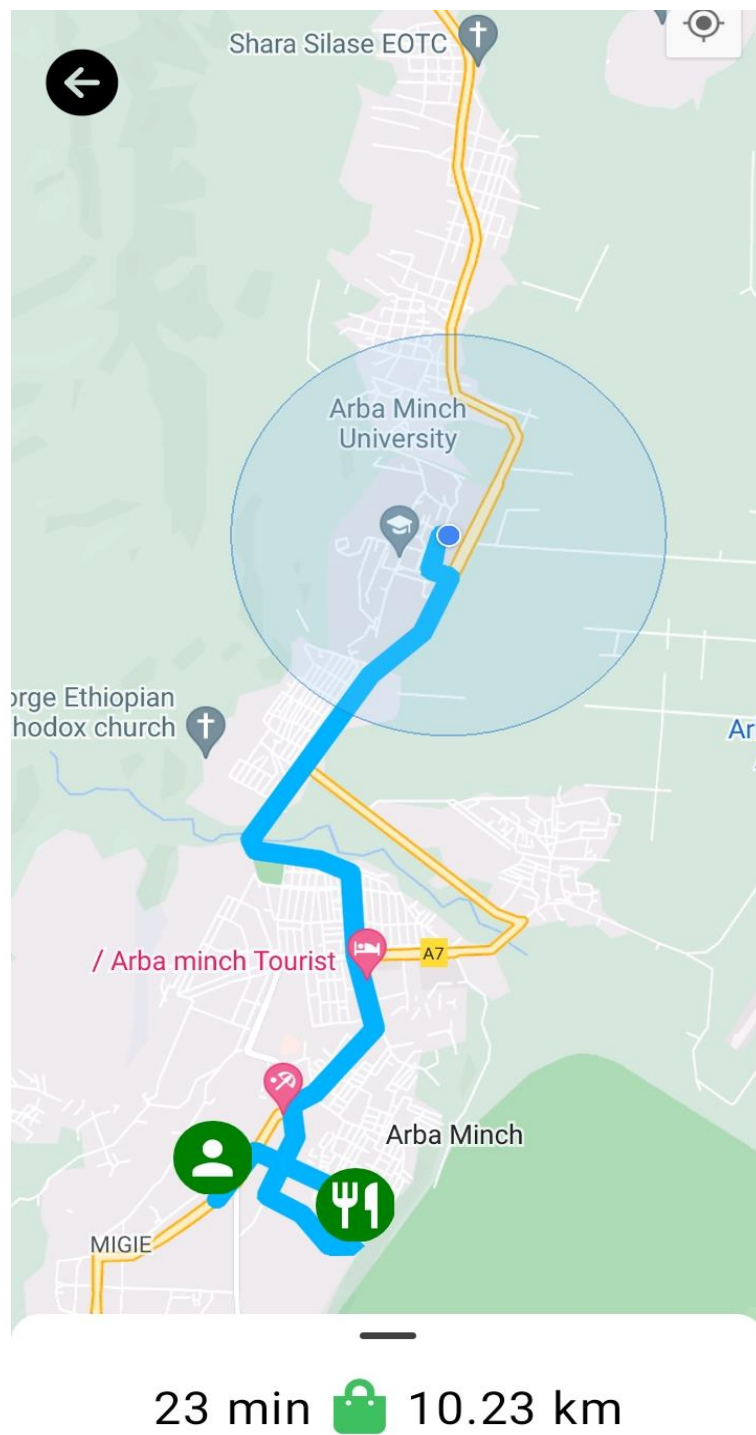 Shara Silase EOTC
Arba Minch
University
orge Ethiopian
hodox church
Ar
/ Arba minch Tourist
A7
Arba Minch
MIGIE
23 min 10.23 km